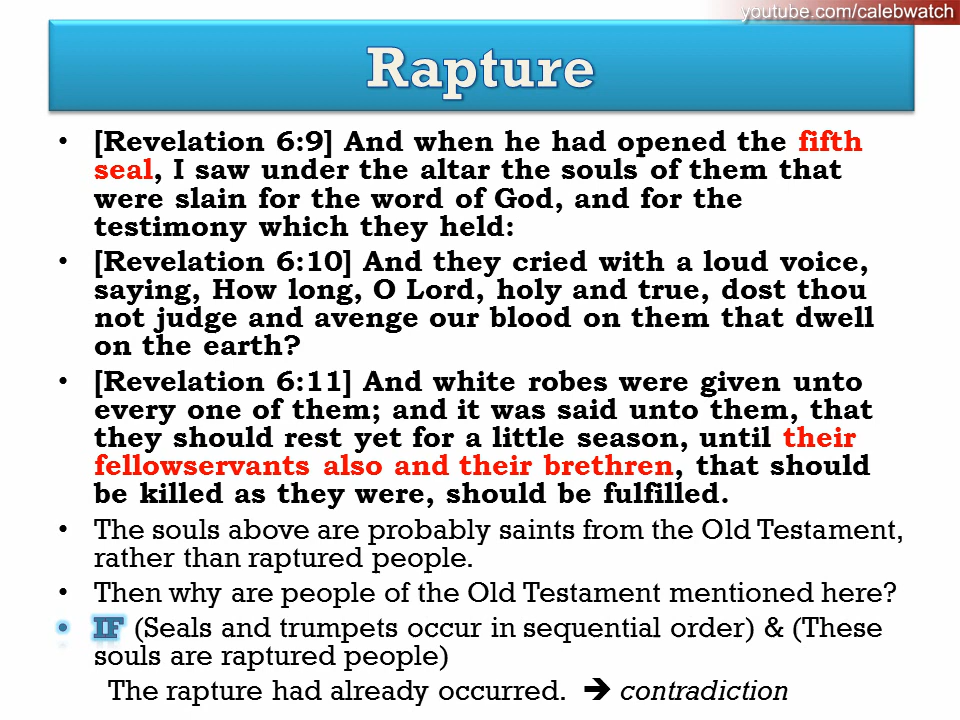 youtube.com/calebwatch
Rapture
• [Revelation 6:9] And when he had opened the fifth
seal, I saw under the altar the souls of them that
were slain for the word of God, and for the
testimony which they held:
• [Revelation 6:10] And they cried with a loud voice,
saying, How long, O Lord, holy and true, dost thou
not judge and avenge our blood on them that dwell
on the earth?
• [Revelation 6:11] And white robes were given unto
every one of them; and it was said unto them, that
they should rest yet for a little season, until their
fellowservants also and their brethren, that should
be killed as they were, should be fulfilled.
• The souls above are probably saints from the Old Testament,
rather than raptured people.
• Then why are people of the Old Testament mentioned here?
• IF (Seals and trumpets occur in sequential order) & (These
souls are raptured people)
The rapture had already occurred. ➔ contradiction